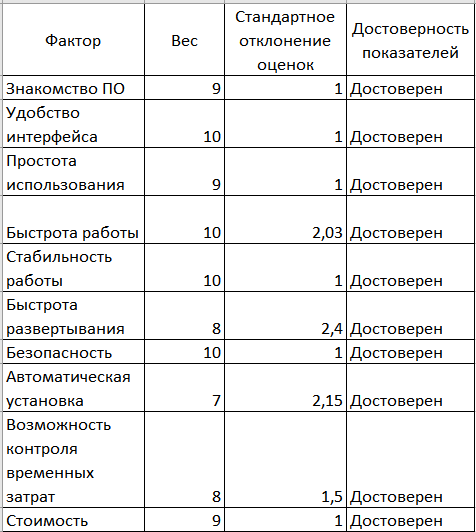 Фактор Вес Стандартное отклонение оценок Достоверность показателей
Знакомство ПО 9 1 Достоверен
Удобство
интерфейса 10 1 Достоверен
Простота
использования 9 1 Достоверен
Быстрота работы 10 2,03 Достоверен
Стабильность
работы 10 1 Достоверен
Быстрота
развертывания 8 2,4 Достоверен
Безопасность 10 1 Достоверен
Автоматическая
установка 7 2,15 Достоверен
Возможность
контроля
временных
затрат 8 1,5 Достоверен
Стоимость 9 1 Достоверен